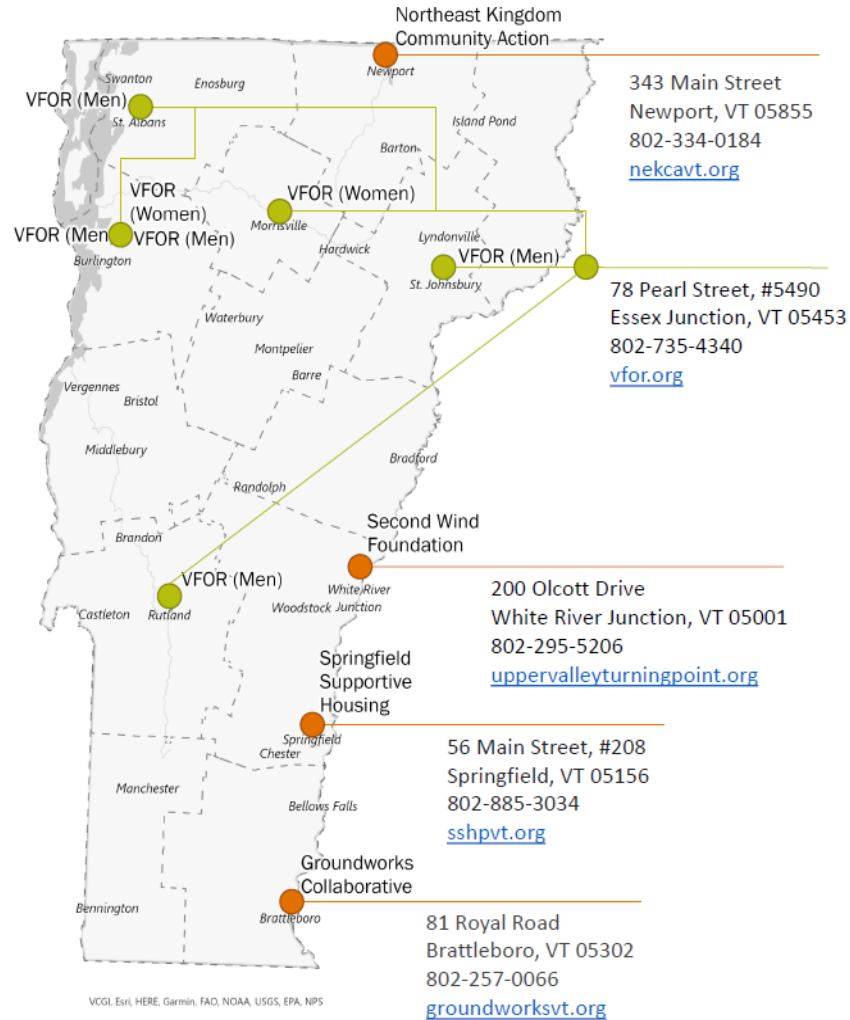 Northeast Kingdom
Community Action
Newport
343 Main Street
Newport, VT 05855
802-334-0184
nekcavt.org
Swanton
Enosburg
VFOR (Men)
St. Albans
Island Pond
Barton
VFOR
(Women)
VFOR (Women)
Morrisville
VFOR (Men
VFOR (Men)
Burlington
Hardwick
Lyndonville
VFOR (Men)
St. Johnsbury
78 Pearl Street, #5490
Essex Junction, VT 05453
802-735-4340
vfor.org
Waterbury
Montpelier
Barre
Vergennes
Bristol
Middlebury
Bradford
Randolph
Brandon
Second Wind
Foundation
White River
Junction
Woodstock
200 Olcott Drive
White River Junction, VT 05001
802-295-5206
uppervalleyturningpoint.org
VFOR (Men)
Castleton
Rutland
Springfield
Supportive
Housing
Springfield
Chester
56 Main Street, #208
Springfield, VT 05156
802-885-3034
sshpvt.org
Manchester
Bellows Falls
Groundworks
Collaborative
Bennington
Brattleboro
81 Royal Road
Brattleboro, VT 05302
802-257-0066
groundworksvt.org
VCGI, Esri, HERE, Garmin, FAO, NOAA, USGS, EPA, NPS